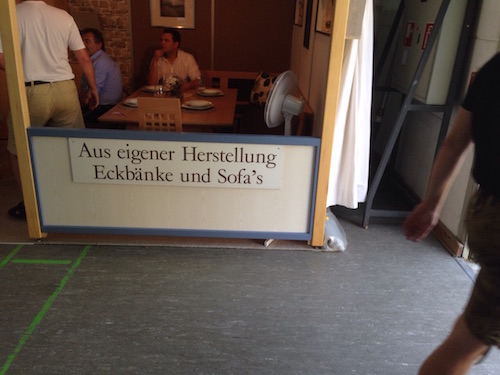 Aus eigener Herstellung
Eckbänke und Sofa's